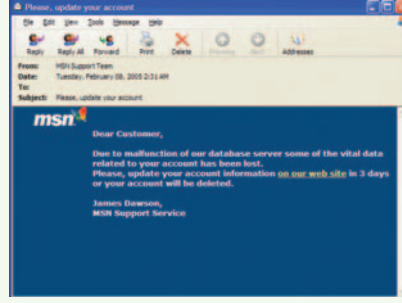 Please, update your account
File Edit View Tools Message Help
Reply Reply All Forward Print Delete Previous Next Addresses
From: MSN Support Team
Date: Tuesday, February 08, 2005 2:31 AM
To:
Subject: Please, update your account
msn
Dear Customer,
Due to malfunction of our database server some of the vital data
related to your account has been lost.
Please, update your account information on our web site in 3 days
or your account will be deleted.
James Dawson,
MSN Support Service